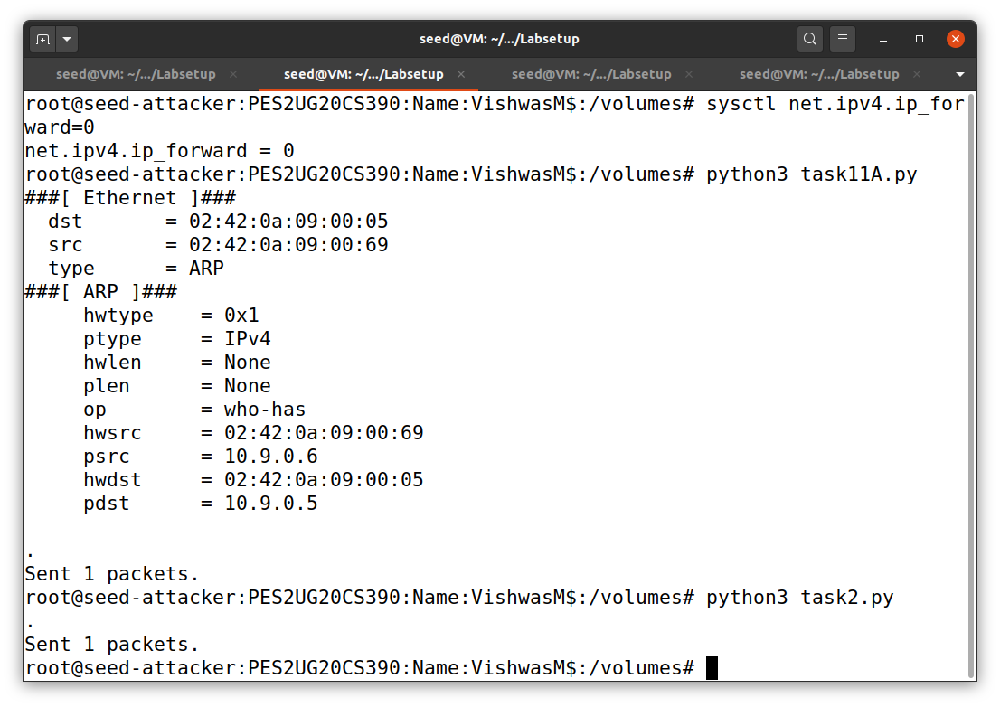 seed@VM: ~/.../Labsetup
seed@VM: ~/.../Labsetup × seed@VM: ~/.../Labsetup × seed@VM: ~/.../Labsetup × seed@VM: ~/.../Labsetup ×
root@seed-attacker:PES2UG20CS390:Name:VishwasM$:/volumes# sysctl net.ipv4.ip_for
ward=0
net.ipv4.ip_forward = 0
root@seed-attacker:PES2UG20CS390:Name:VishwasM$:/volumes# python3 task11A.py
###[ Ethernet ]###
  dst       = 02:42:0a:09:00:05
  src       = 02:42:0a:09:00:69
  type      = ARP
###[ ARP ]###
     hwtype    = 0x1
     ptype     = IPv4
     hwlen     = None
     plen      = None
     op        = who-has
     hwsrc     = 02:42:0a:09:00:69
     psrc      = 10.9.0.6
     hwdst     = 02:42:0a:09:00:05
     pdst      = 10.9.0.5
.
Sent 1 packets.
root@seed-attacker:PES2UG20CS390:Name:VishwasM$:/volumes# python3 task2.py
.
Sent 1 packets.
root@seed-attacker:PES2UG20CS390:Name:VishwasM$:/volumes#